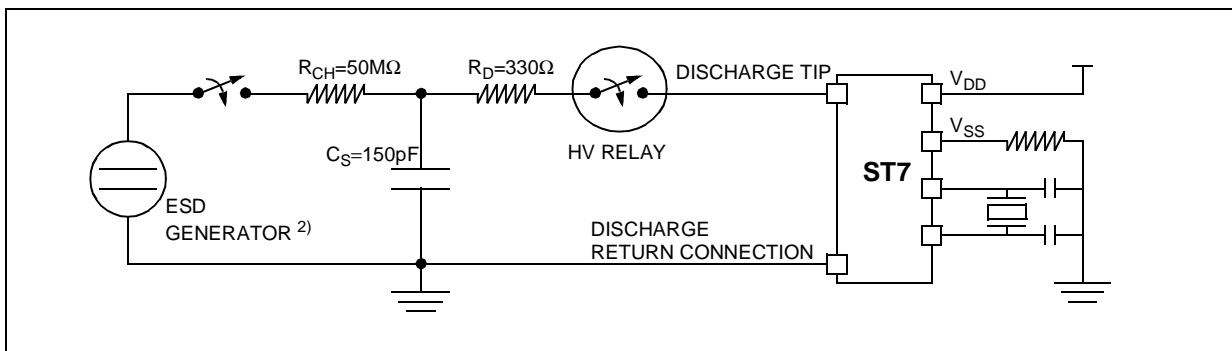 R_CH=50MΩ
R_D=330Ω
DISCHARGE TIP
V_DD
V_SS
C_S=150pF
HV RELAY
ST7
ESD
GENERATOR 2)
DISCHARGE
RETURN CONNECTION